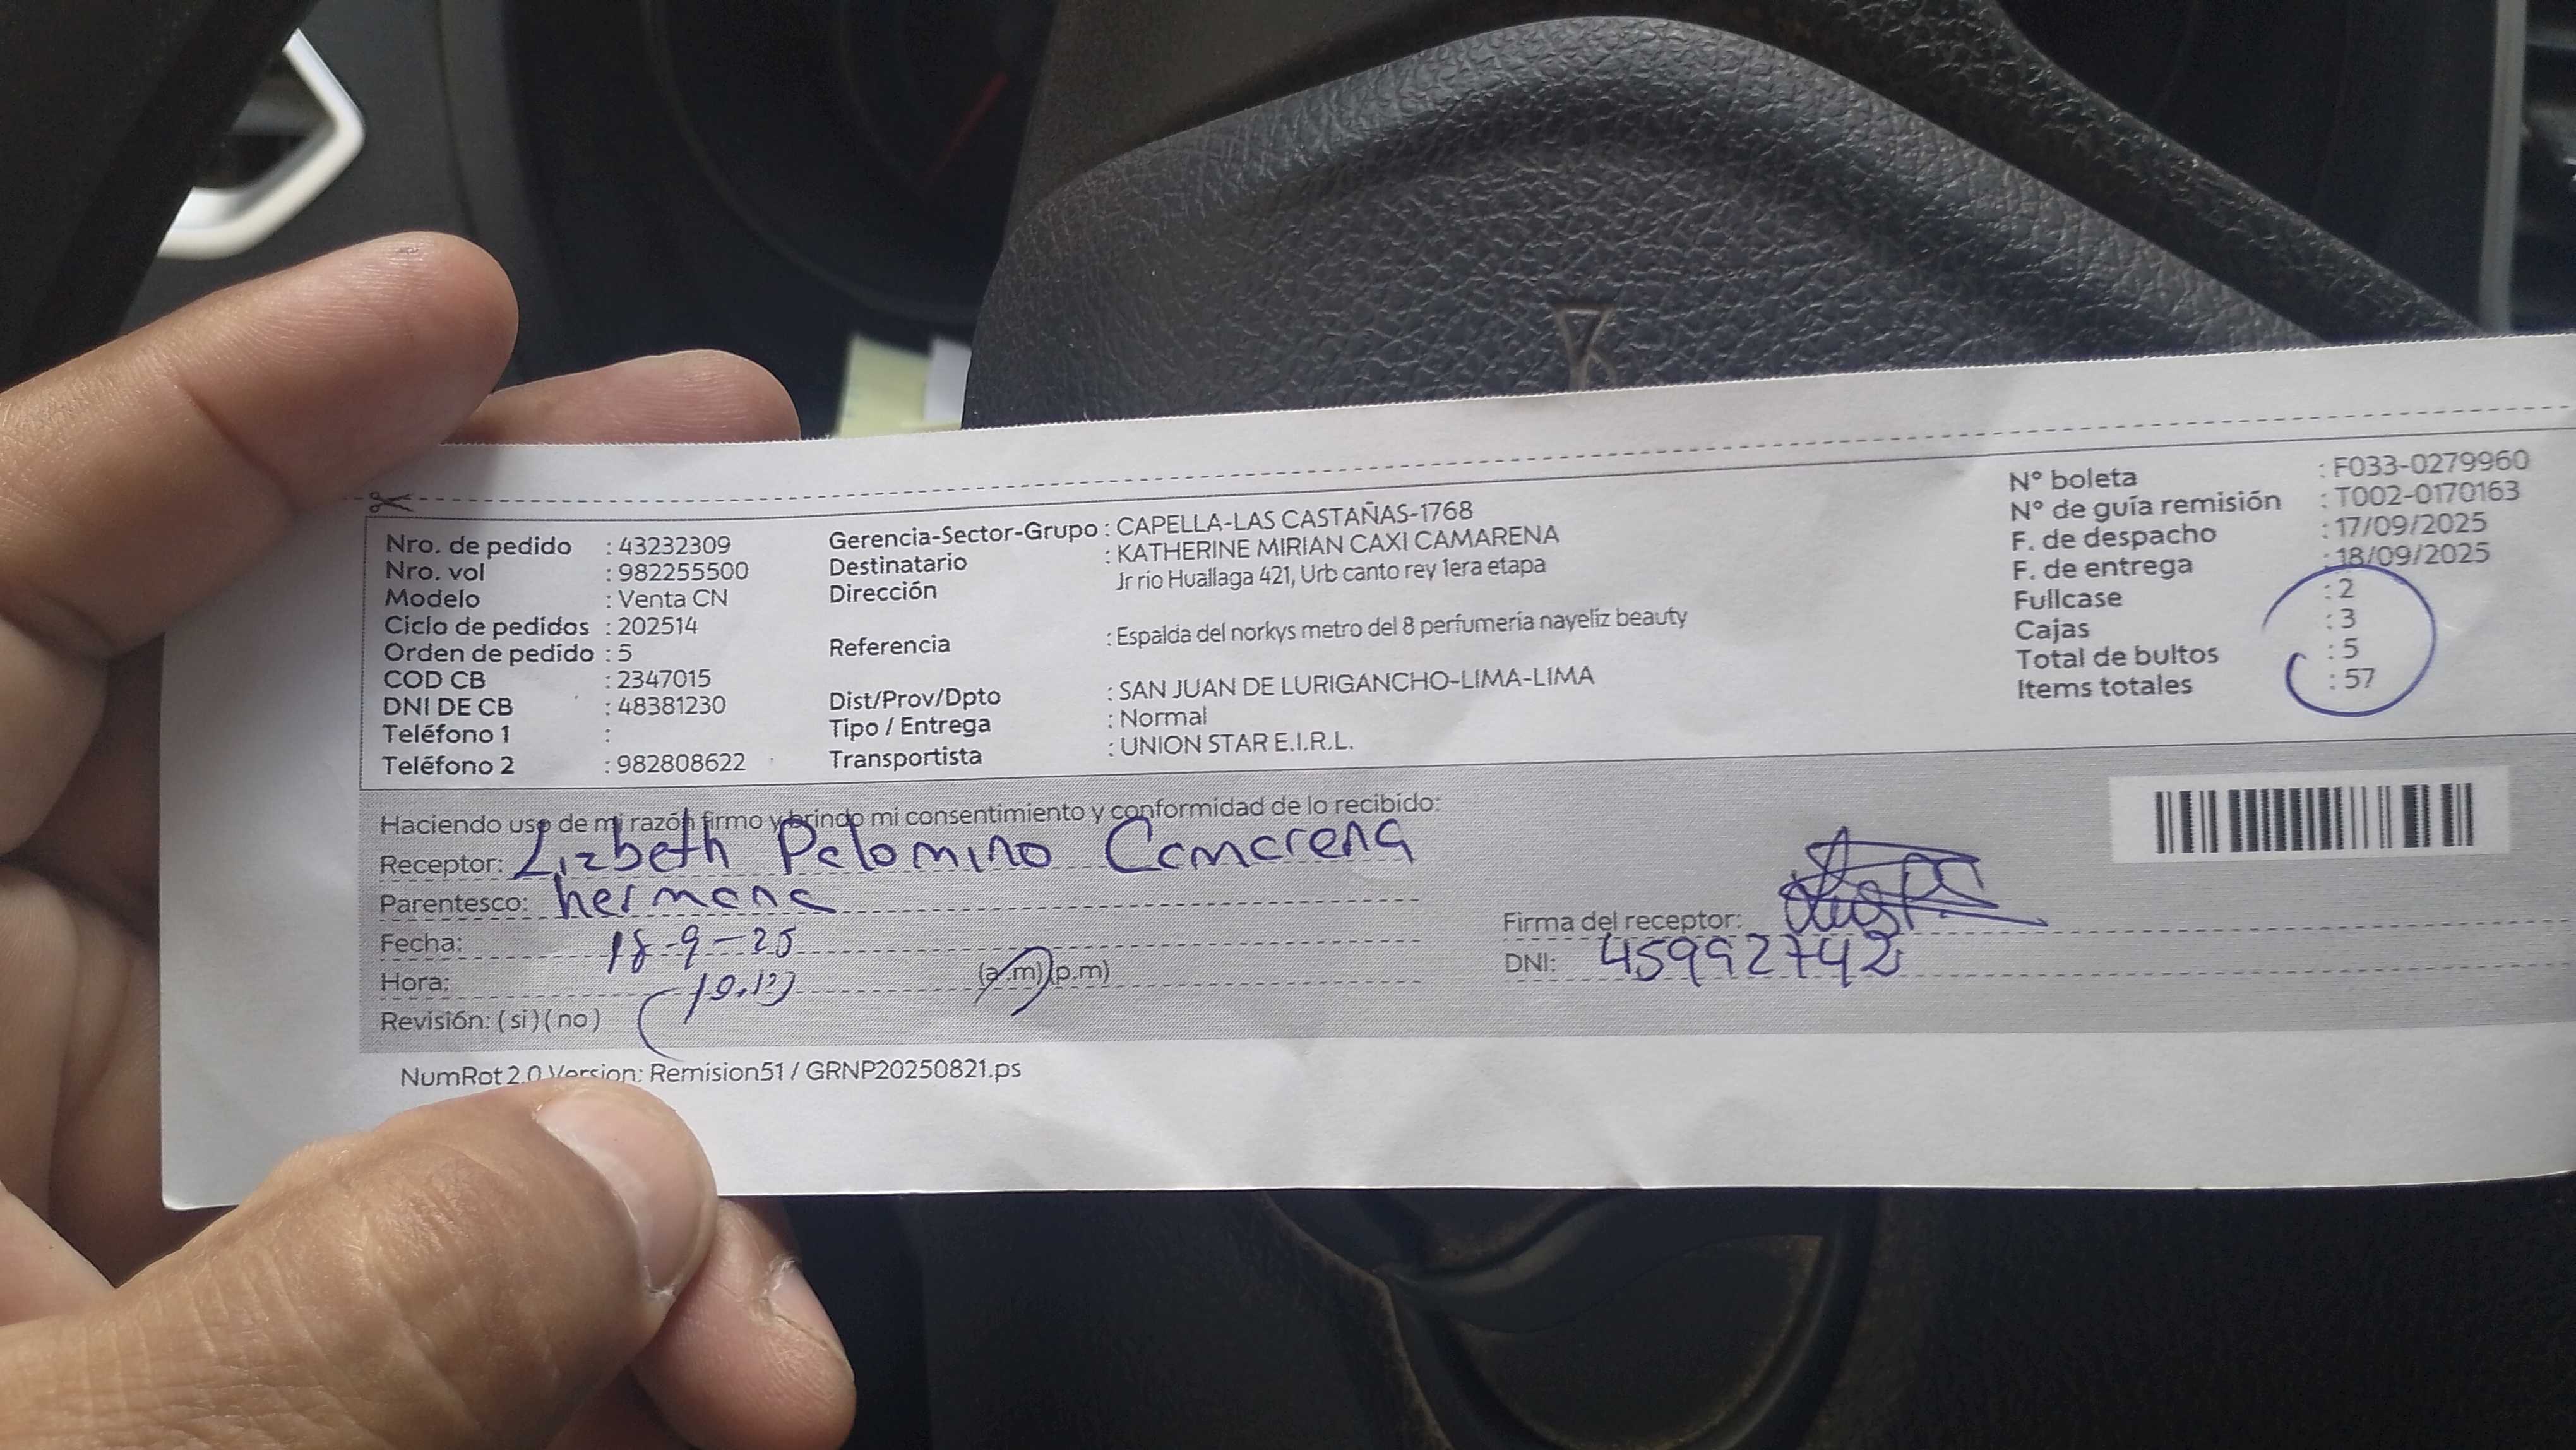 Nro. de pedido : 43232309
Nro. vol : 982255500
Modelo : Venta CN
Ciclo de pedidos : 202514
Orden de pedido : 5
COD CB : 2347015
DNI DE CB : 48381230
Teléfono 1 :
Teléfono 2 : 982808622
Gerencia-Sector-Grupo : CAPELLA-LAS CASTAÑAS-1768
Destinatario : KATHERINE MIRIAN CAXI CAMARENA
Dirección Jr rio Huallaga 421, Urb canto rey 1era etapa
Referencia : Espalda del norkys metro del 8 perfumeria nayeliz beauty
Dist/Prov/Dpto : SAN JUAN DE LURIGANCHO-LIMA-LIMA
Tipo / Entrega : Normal
Transportista : UNION STAR E.I.R.L.
N° boleta : F033-0279960
N° de guía remisión : T002-0170163
F. de despacho : 17/09/2025
F. de entrega : 18/09/2025
Fullcase : 2
Cajas : 3
Total de bultos : 5
Items totales : 57
Haciendo uso de mi razón firmo y brindo mi consentimiento y conformidad de lo recibido:
Receptor: Lizbeth Palomino Camarena
Parentesco: hermana
Fecha: 18-9-25
Hora: (a.m)(p.m)
Revisión: (si)(no)
Firma del receptor:
DNI: 45992742
NumRot 2.0 Version: Remision51 / GRNP20250821.ps